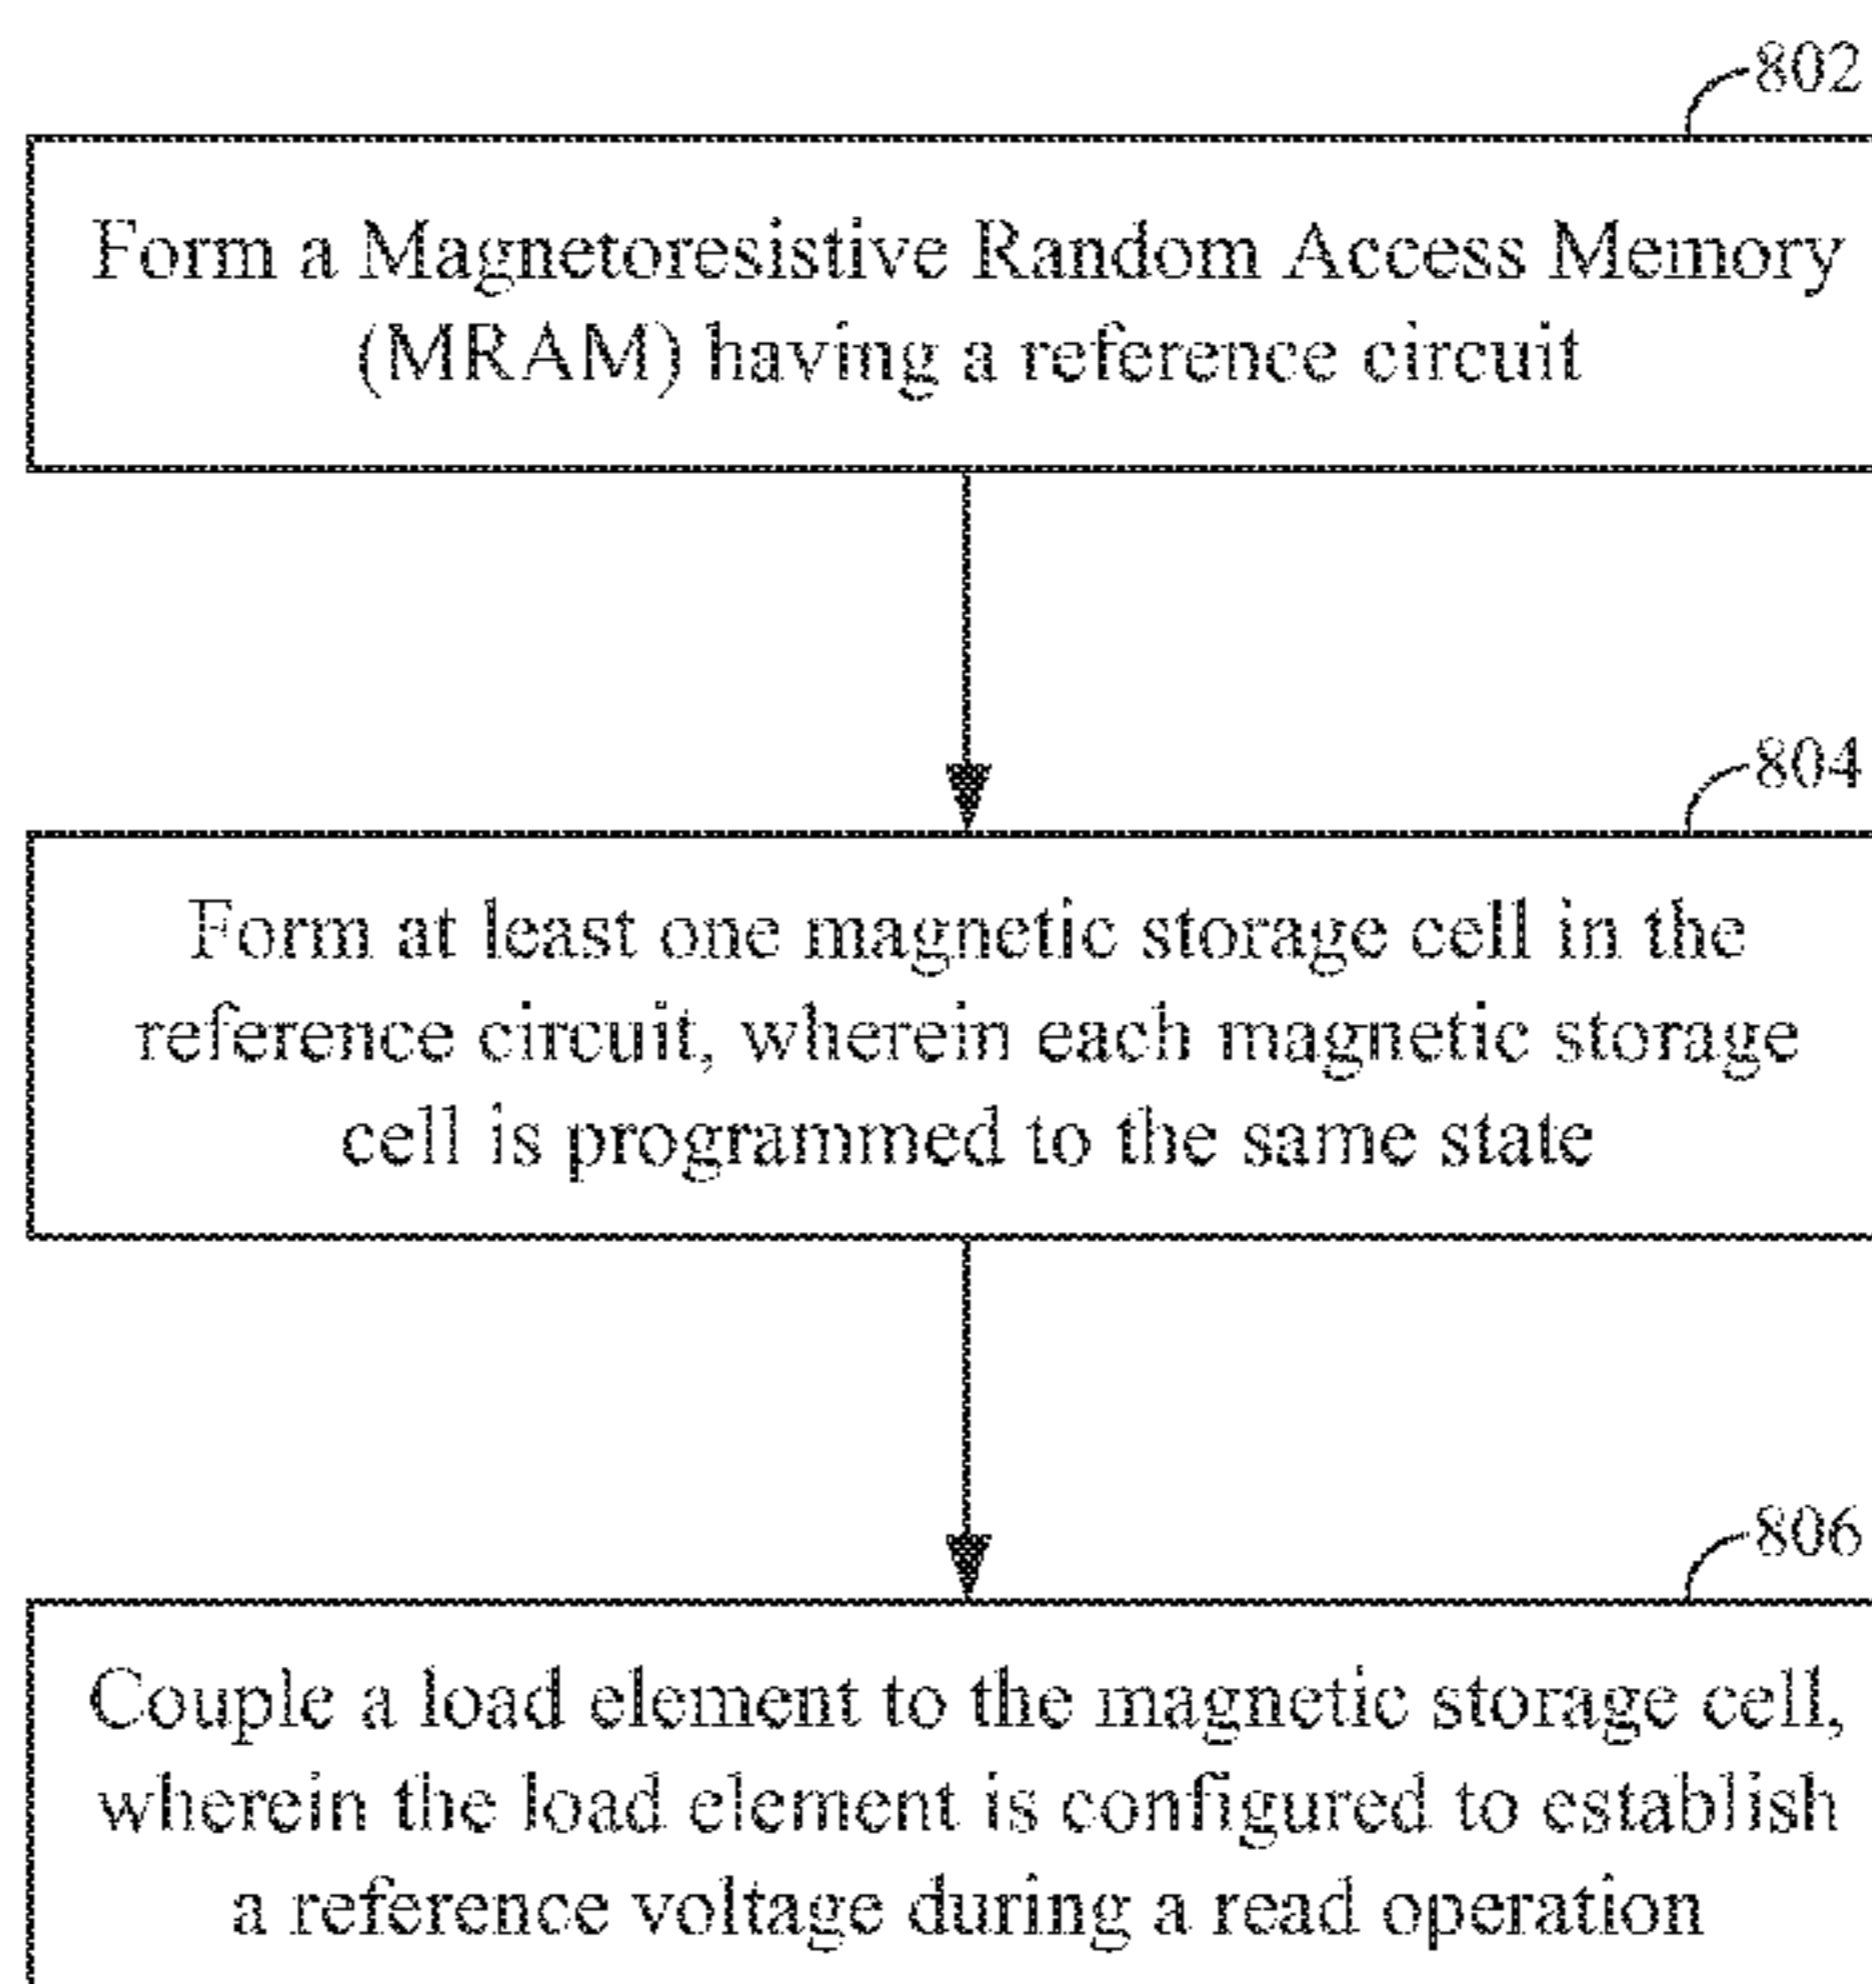 802
Form a Magnetoresistive Random Access Memory
(MRAM) having a reference circuit
804
Form at least one magnetic storage cell in the
reference circuit, wherein each magnetic storage
cell is programmed to the same state
806
Couple a load element to the magnetic storage cell,
wherein the load element is configured to establish
a reference voltage during a read operation